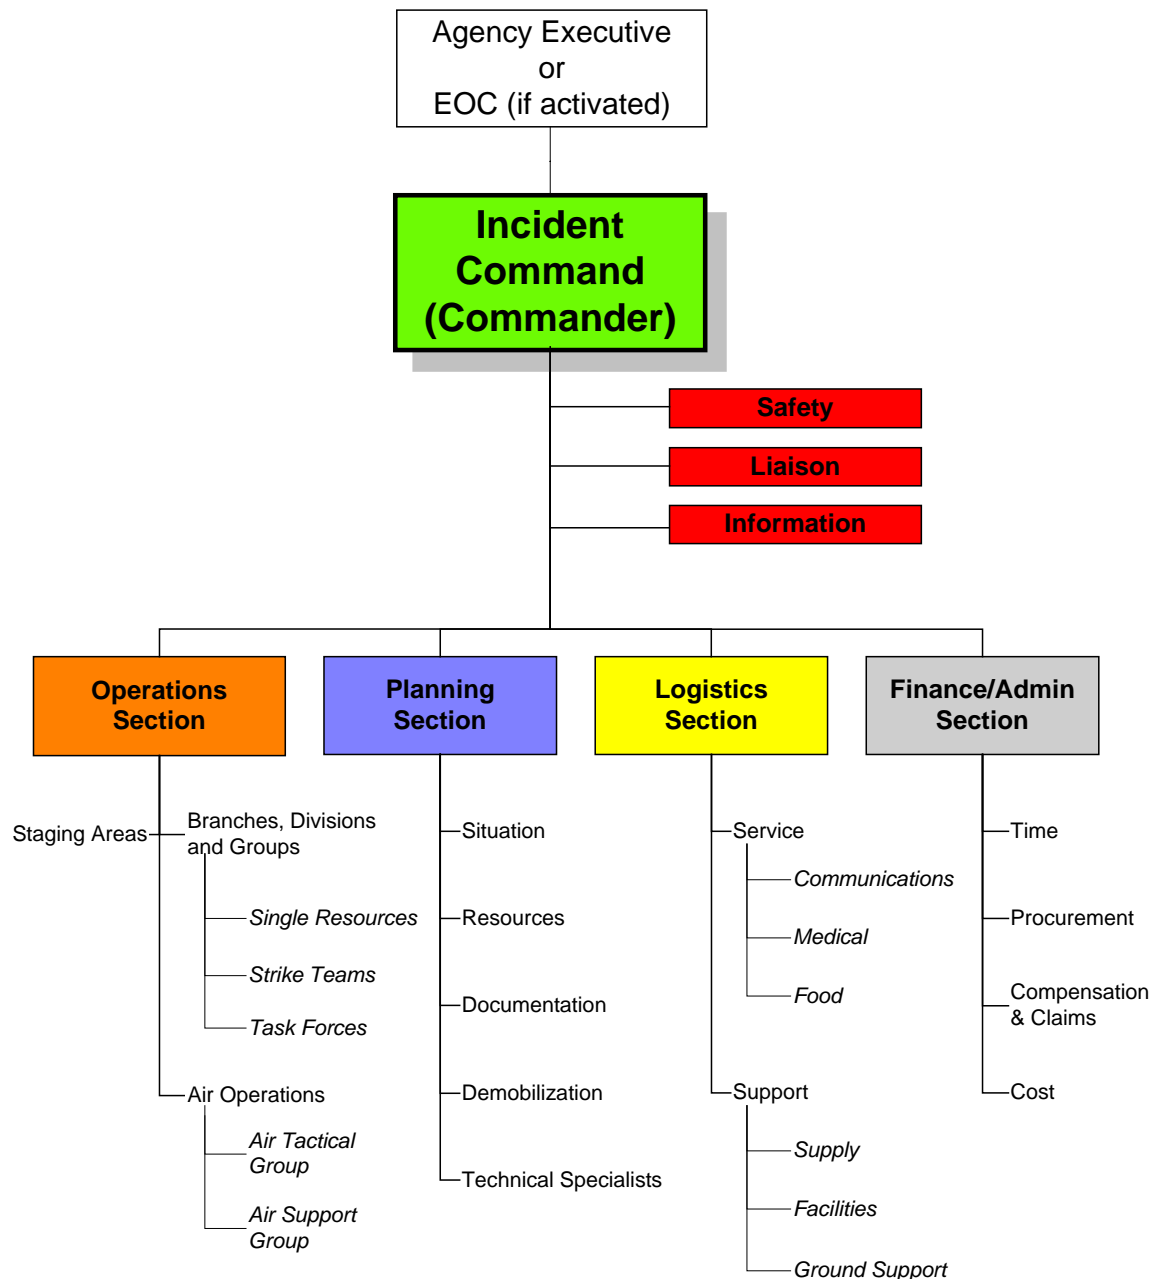 Agency Executive
or
EOC (if activated)
Incident
Command
(Commander)
Safety
Liaison
Information
Operations
Section
Planning
Section
Logistics
Section
Finance/Admin
Section
Staging Areas
Branches, Divisions
and Groups
Single Resources
Strike Teams
Task Forces
Air Operations
Air Tactical
Group
Air Support
Group
Situation
Resources
Documentation
Demobilization
Technical Specialists
Service
Communications
Medical
Food
Support
Supply
Facilities
Ground Support
Time
Procurement
Compensation
& Claims
Cost